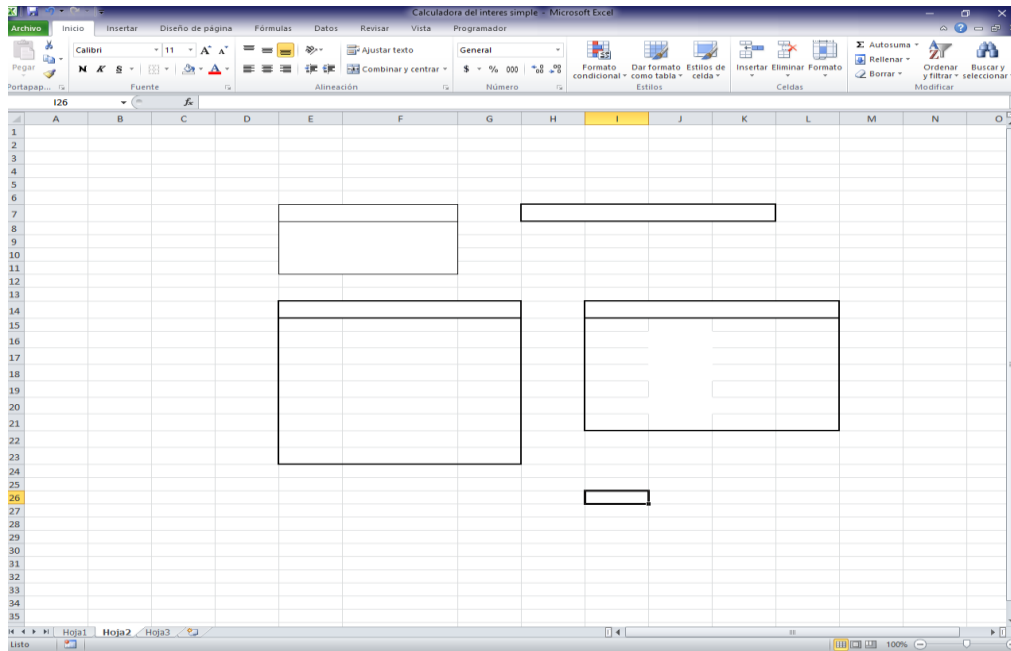 Calculadora del interes simple - Microsoft Excel
Archivo Inicio Insertar Diseño de página Fórmulas Datos Revisar Vista Programador
Pegar
Calibri 11 A A
N K S A
Ajustar texto
Combinar y centrar
General
$ % 000
Formato condicional
Dar formato como tabla
Estilos de celda
Insertar Eliminar Formato
Σ Autosuma
Rellenar
Borrar
Ordenar y filtrar
Buscar y seleccionar
Portapap... Fuente Alineación Número Estilos Celdas Modificar
I26 fx
A B C D E F G H I J K L M N O
1
2
3
4
5
6
7
8
9
10
11
12
13
14
15
16
17
18
19
20
21
22
23
24
25
26
27
28
29
30
31
32
33
34
35
Hoja1 Hoja2 Hoja3
Listo 100%